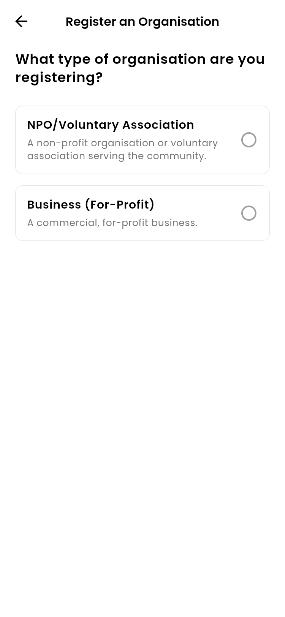 Register an Organisation
What type of organisation are you
registering?
NPO/Voluntary Association
A non-profit organisation or voluntary
association serving the community.
Business (For-Profit)
A commercial, for-profit business.